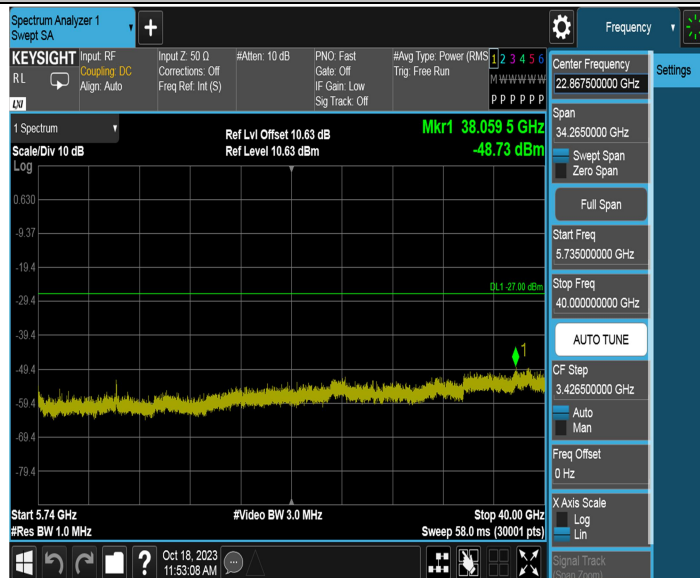 Spectrum Analyzer 1
Swept SA
+
Frequency
KEYSIGHT
RL
LXI
Input: RF
Coupling: DC
Align: Auto
Input Z: 50 Ω
Corrections: Off
Freq Ref: Int (S)
#Atten: 10 dB
PNO: Fast
Gate: Off
IF Gain: Low
Sig Track: Off
#Avg Type: Power (RMS
Trig: Free Run
1 2 3 4 5 6
M W W W W W
P P P P P P
Center Frequency
22.867500000 GHz
Settings
Span
34.2650000 GHz
Swept Span
Zero Span
Full Span
Start Freq
5.735000000 GHz
Stop Freq
40.000000000 GHz
AUTO TUNE
CF Step
3.426500000 GHz
Auto
Man
Freq Offset
0 Hz
X Axis Scale
Log
Lin
Signal Track
(Span Zoom)
1 Spectrum
Scale/Div 10 dB
Log
Ref Lvl Offset 10.63 dB
Ref Level 10.63 dBm
Mkr1 38.059 5 GHz
-48.73 dBm
0.630
-9.37
-19.4
DL1 -27.00 dBm
-29.4
-39.4
1
-49.4
-59.4
-69.4
-79.4
Start 5.74 GHz
#Res BW 1.0 MHz
#Video BW 3.0 MHz
Stop 40.00 GHz
Sweep 58.0 ms (30001 pts)
?
Oct 18, 2023
11:53:08 AM